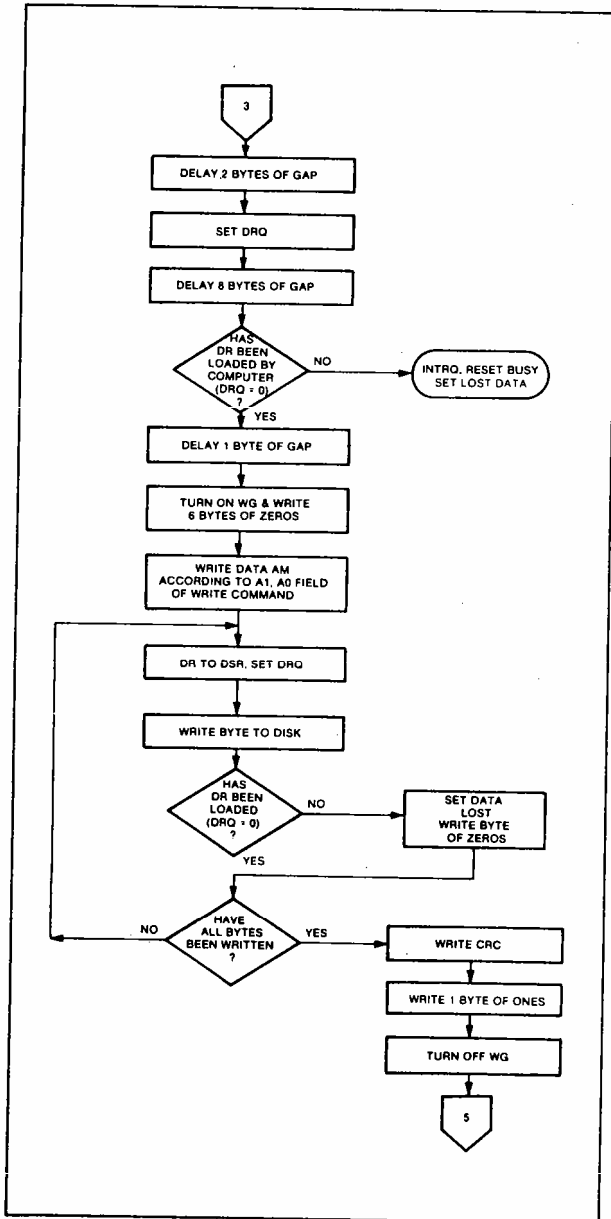 3
DELAY 2 BYTES OF GAP
SET DRQ
DELAY 8 BYTES OF GAP
HAS
DR BEEN
LOADED BY
COMPUTER
(DRQ = 0)
?
NO
INTRQ, RESET BUSY
SET LOST DATA
YES
DELAY 1 BYTE OF GAP
TURN ON WG & WRITE
6 BYTES OF ZEROS
WRITE DATA AM
ACCORDING TO A1, A0 FIELD
OF WRITE COMMAND
DR TO DSR, SET DRQ
WRITE BYTE TO DISK
HAS
DR BEEN
LOADED
(DRQ = 0)
?
NO
SET DATA
LOST
WRITE BYTE
OF ZEROS
YES
HAVE
ALL BYTES
BEEN WRITTEN
?
NO
YES
WRITE CRC
WRITE 1 BYTE OF ONES
TURN OFF WG
5